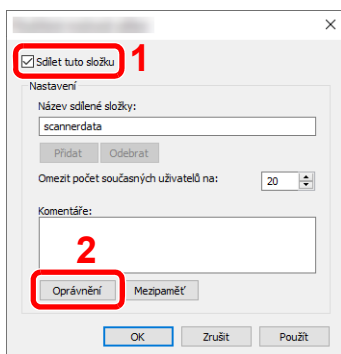 Sdílet tuto složku
1
Nastavení
Název sdílené složky:
scannerdata
Přidat Odebrat
Omezit počet současných uživatelů na: 20
Komentáře:
2
Oprávnění Mezipaměť
OK Zrušit Použít